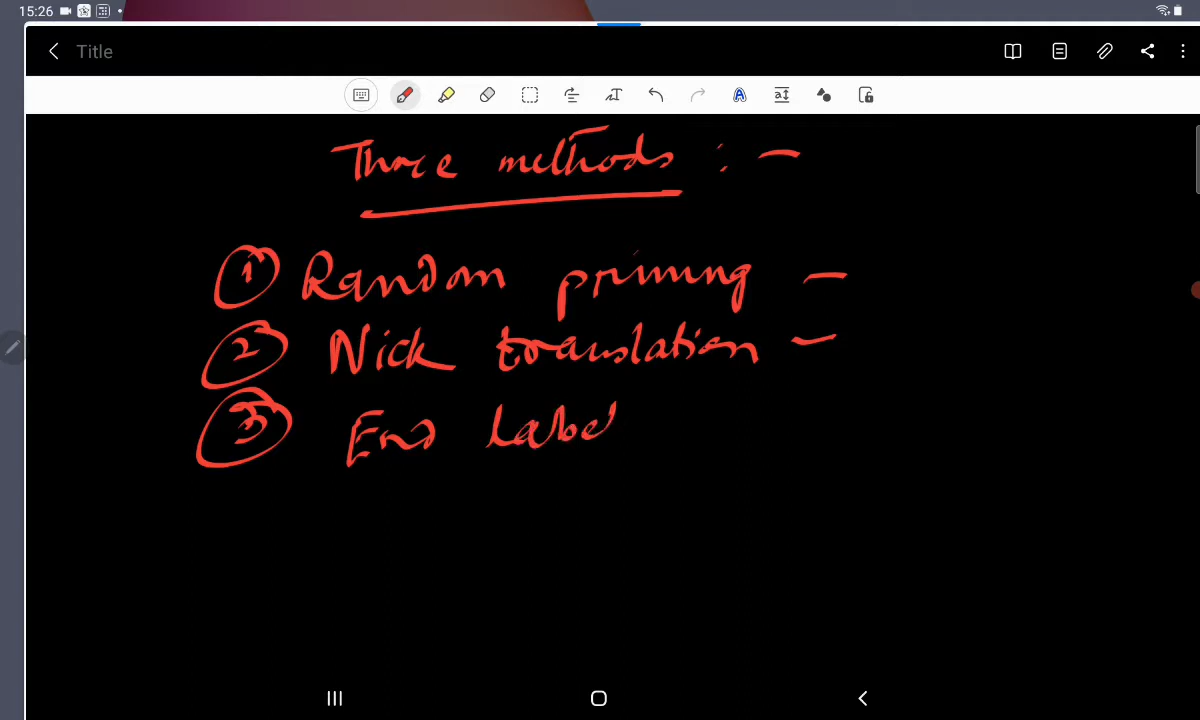 15:26
Title
Three methods : -
① Random priming -
② Nick translation -
③ End Label